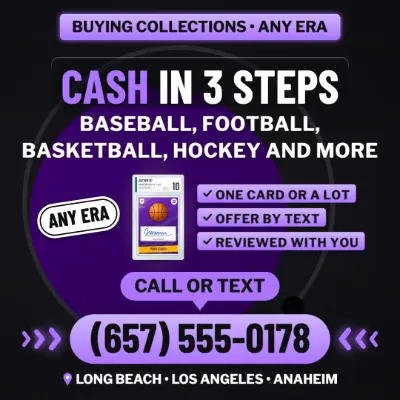 BUYING COLLECTIONS • ANY ERA
CASH IN 3 STEPS
BASEBALL, FOOTBALL,
BASKETBALL, HOCKEY AND MORE
ANY ERA
10
✓ ONE CARD OR A LOT
✓ OFFER BY TEXT
✓ REVIEWED WITH YOU
CALL OR TEXT
(657) 555-0178
LONG BEACH • LOS ANGELES • ANAHEIM